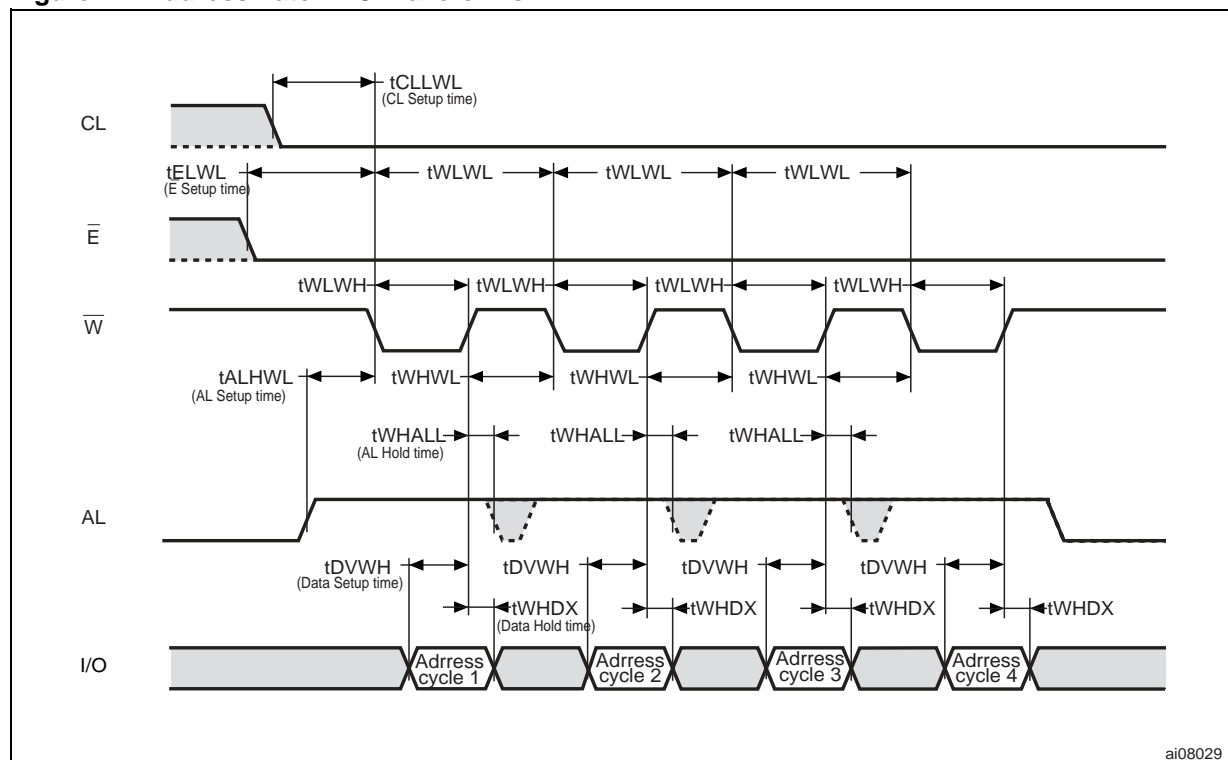 tCLLWL
(CL Setup time)
CL
tELWL
(E Setup time)
tWLWL
tWLWL
tWLWL
E
tWLWH
tWLWH
tWLWH
tWLWH
W
tALHWL
(AL Setup time)
tWHWL
tWHWL
tWHWL
tWHALL
(AL Hold time)
tWHALL
tWHALL
AL
tDVWH
(Data Setup time)
tDVWH
tDVWH
tDVWH
tWHDX
(Data Hold time)
tWHDX
tWHDX
tWHDX
I/O
Adrress
cycle 1
Adrress
cycle 2
Adrress
cycle 3
Adrress
cycle 4
ai08029